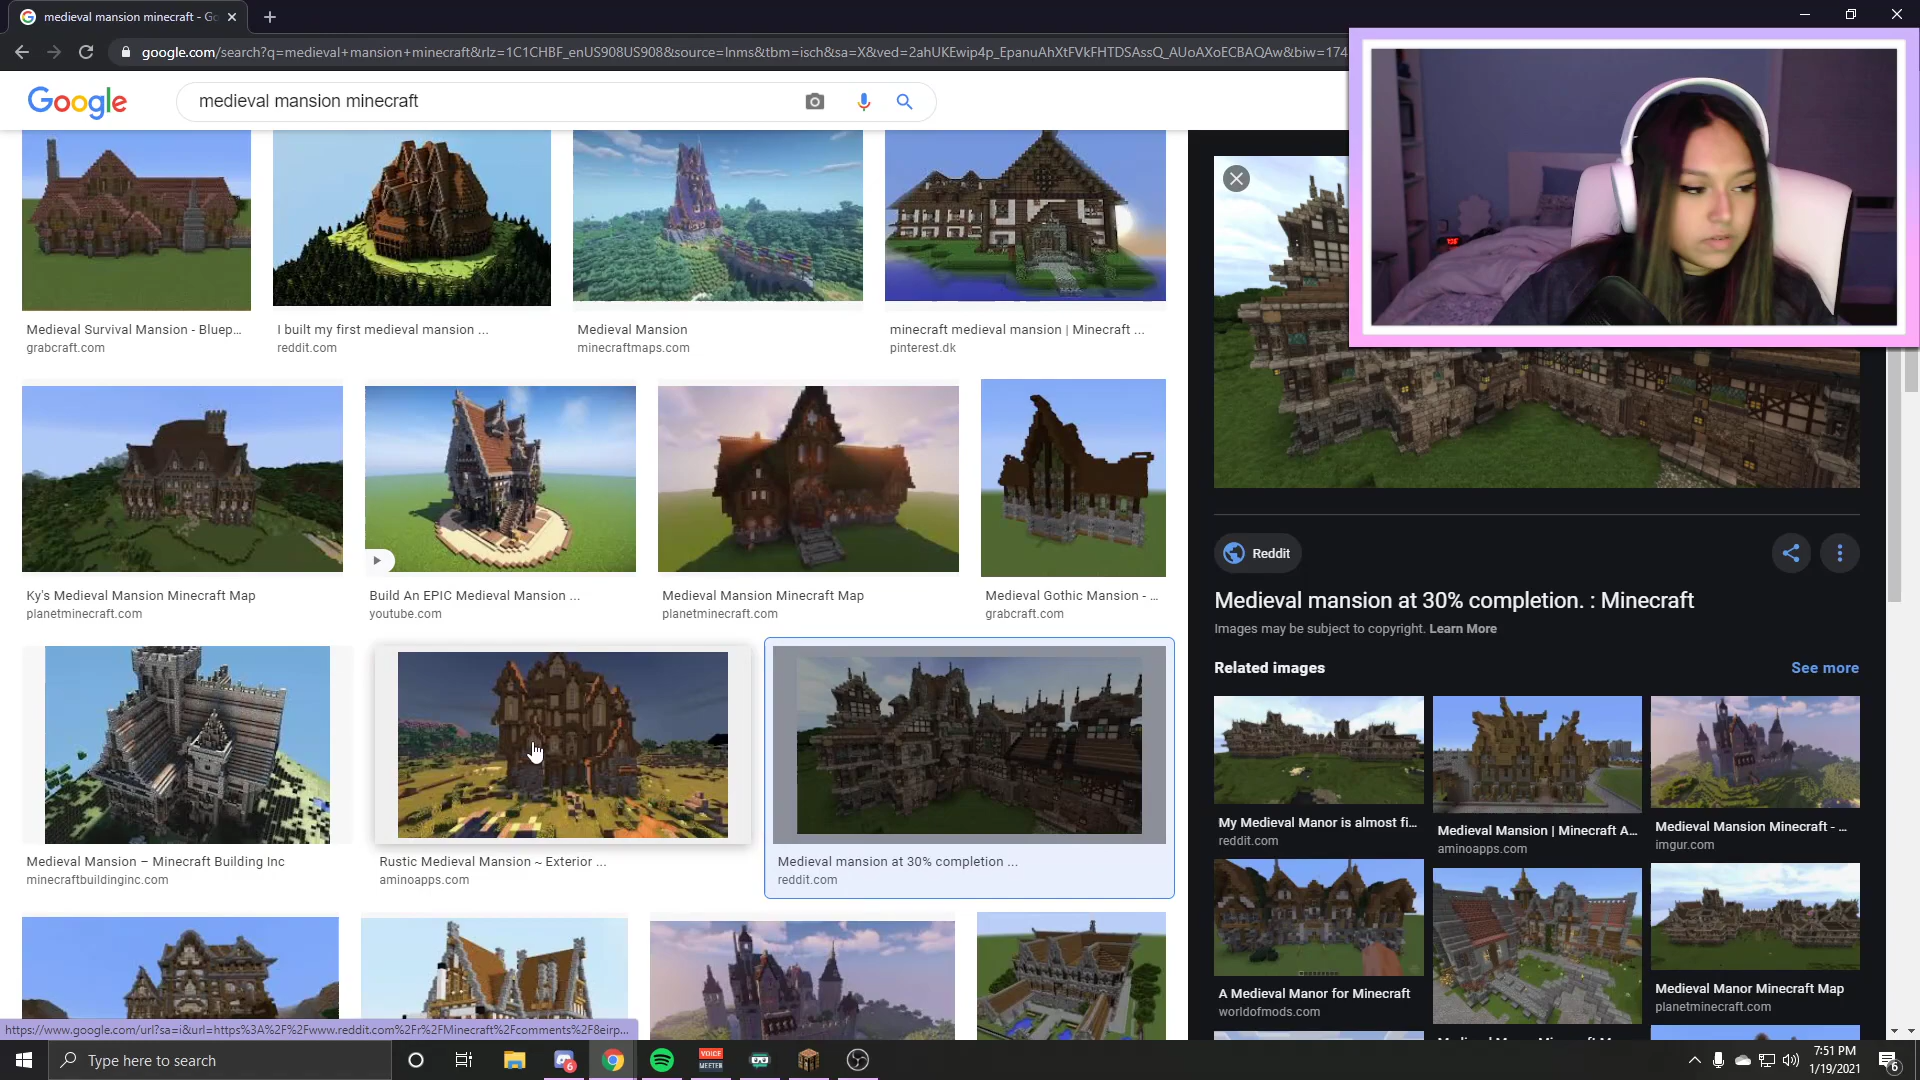 medieval mansion minecraft - Go
google.com/search?q=medieval+mansion+minecraft&rlz=1C1CHBF_enUS908US908&source=lnms&tbm=isch&sa=X&ved=2ahUKEwip4p_EpanuAhXtFVkFHTDSAssQ_AUoAXoECBAQAw&biw=174
Google
medieval mansion minecraft
Medieval Survival Mansion - Bluep...
grabcraft.com
I built my first medieval mansion ...
reddit.com
Medieval Mansion
minecraftmaps.com
minecraft medieval mansion | Minecraft ...
pinterest.dk
Ky's Medieval Mansion Minecraft Map
planetminecraft.com
Build An EPIC Medieval Mansion ...
youtube.com
Medieval Mansion Minecraft Map
planetminecraft.com
Medieval Gothic Mansion - ...
grabcraft.com
Medieval Mansion – Minecraft Building Inc
minecraftbuildinginc.com
Rustic Medieval Mansion ~ Exterior ...
aminoapps.com
Medieval mansion at 30% completion ...
reddit.com
Reddit
Medieval mansion at 30% completion. : Minecraft
Images may be subject to copyright. Learn More
Related images
See more
My Medieval Manor is almost fi...
reddit.com
Medieval Mansion | Minecraft A...
aminoapps.com
Medieval Mansion Minecraft - ...
imgur.com
A Medieval Manor for Minecraft
worldofmods.com
Medieval Manor Minecraft Map
planetminecraft.com
https://www.google.com/url?sa=i&url=https%3A%2F%2Fwww.reddit.com%2Fr%2FMinecraft%2Fcomments%2F8eirp...
Type here to search
6
VOICE
MEETER
7:51 PM
1/19/2021
6